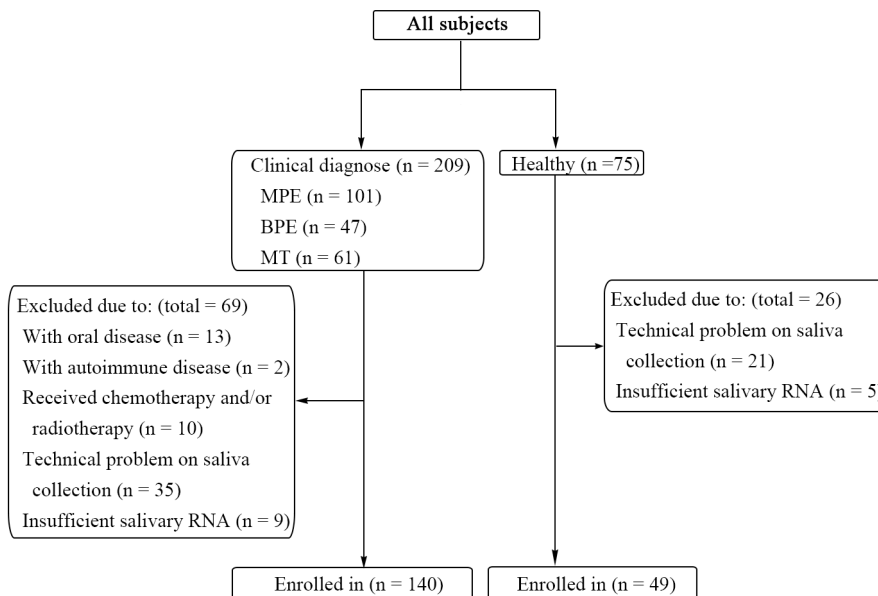 All subjects
Clinical diagnose (n = 209)
MPE (n = 101)
BPE (n = 47)
MT (n = 61)
Healthy (n =75)
Excluded due to: (total = 69)
With oral disease (n = 13)
With autoimmune disease (n = 2)
Received chemotherapy and/or
radiotherapy (n = 10)
Technical problem on saliva
collection (n = 35)
Insufficient salivary RNA (n = 9)
Excluded due to: (total = 26)
Technical problem on saliva
collection (n = 21)
Insufficient salivary RNA (n = 5)
Enrolled in (n = 140)
Enrolled in (n = 49)